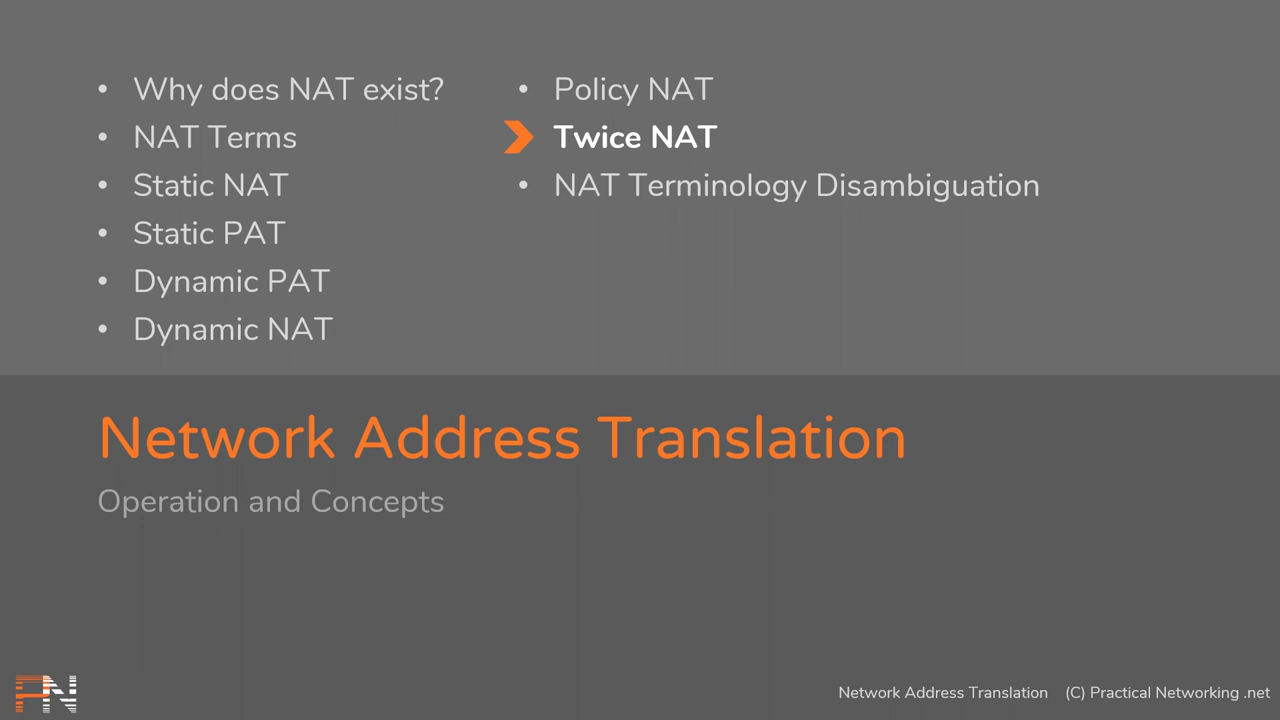 • Why does NAT exist?
• NAT Terms
• Static NAT
• Static PAT
• Dynamic PAT
• Dynamic NAT
• Policy NAT
Twice NAT
• NAT Terminology Disambiguation
Network Address Translation
Operation and Concepts
PN
Network Address Translation (C) Practical Networking .net